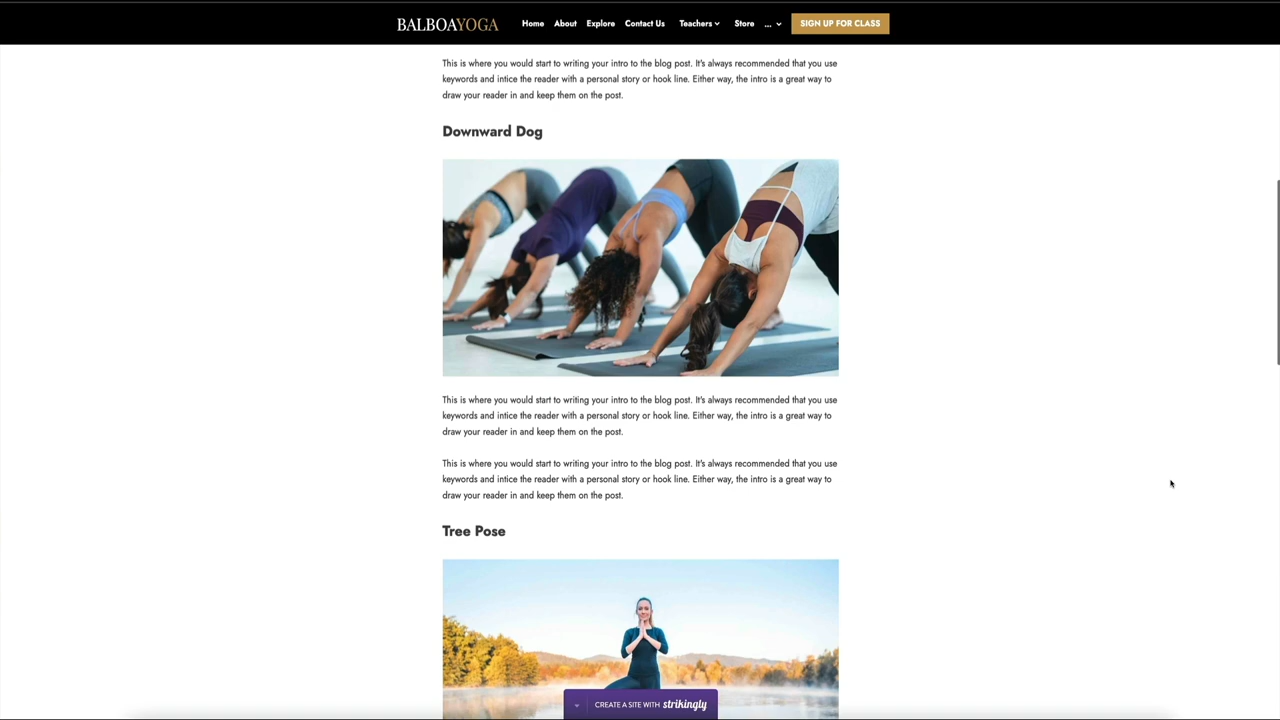 BALBOAYOGA Home About Explore Contact Us Teachers Store ... SIGN UP FOR CLASS
This is where you would start to writing your intro to the blog post. It's always recommended that you use
keywords and intice the reader with a personal story or hook line. Either way, the intro is a great way to
draw your reader in and keep them on the post.
Downward Dog
This is where you would start to writing your intro to the blog post. It's always recommended that you use
keywords and intice the reader with a personal story or hook line. Either way, the intro is a great way to
draw your reader in and keep them on the post.
This is where you would start to writing your intro to the blog post. It's always recommended that you use
keywords and intice the reader with a personal story or hook line. Either way, the intro is a great way to
draw your reader in and keep them on the post.
Tree Pose
CREATE A SITE WITH strikingly